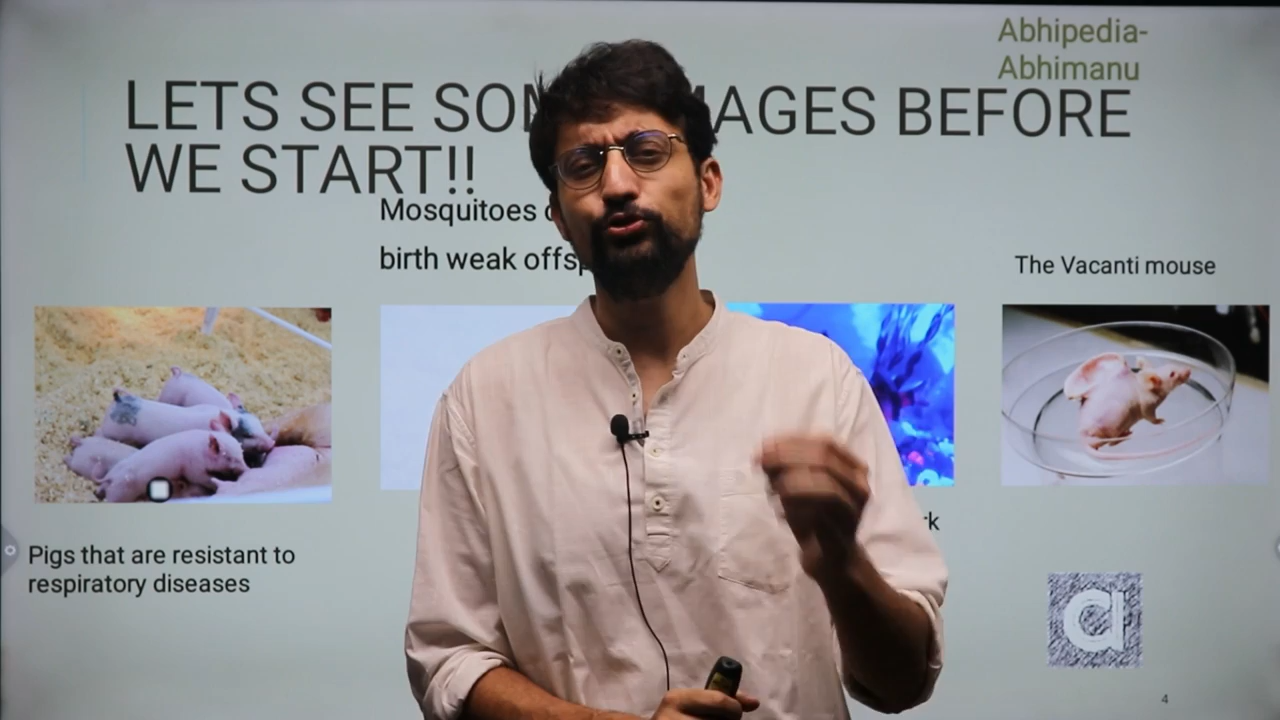 Abhipedia-
Abhimanu
LETS SEE AGES BEFORE
WE START!!
Mosquitoes
birth weak
The Vacanti mouse
Pigs that are resistant to
respiratory diseases
a
4